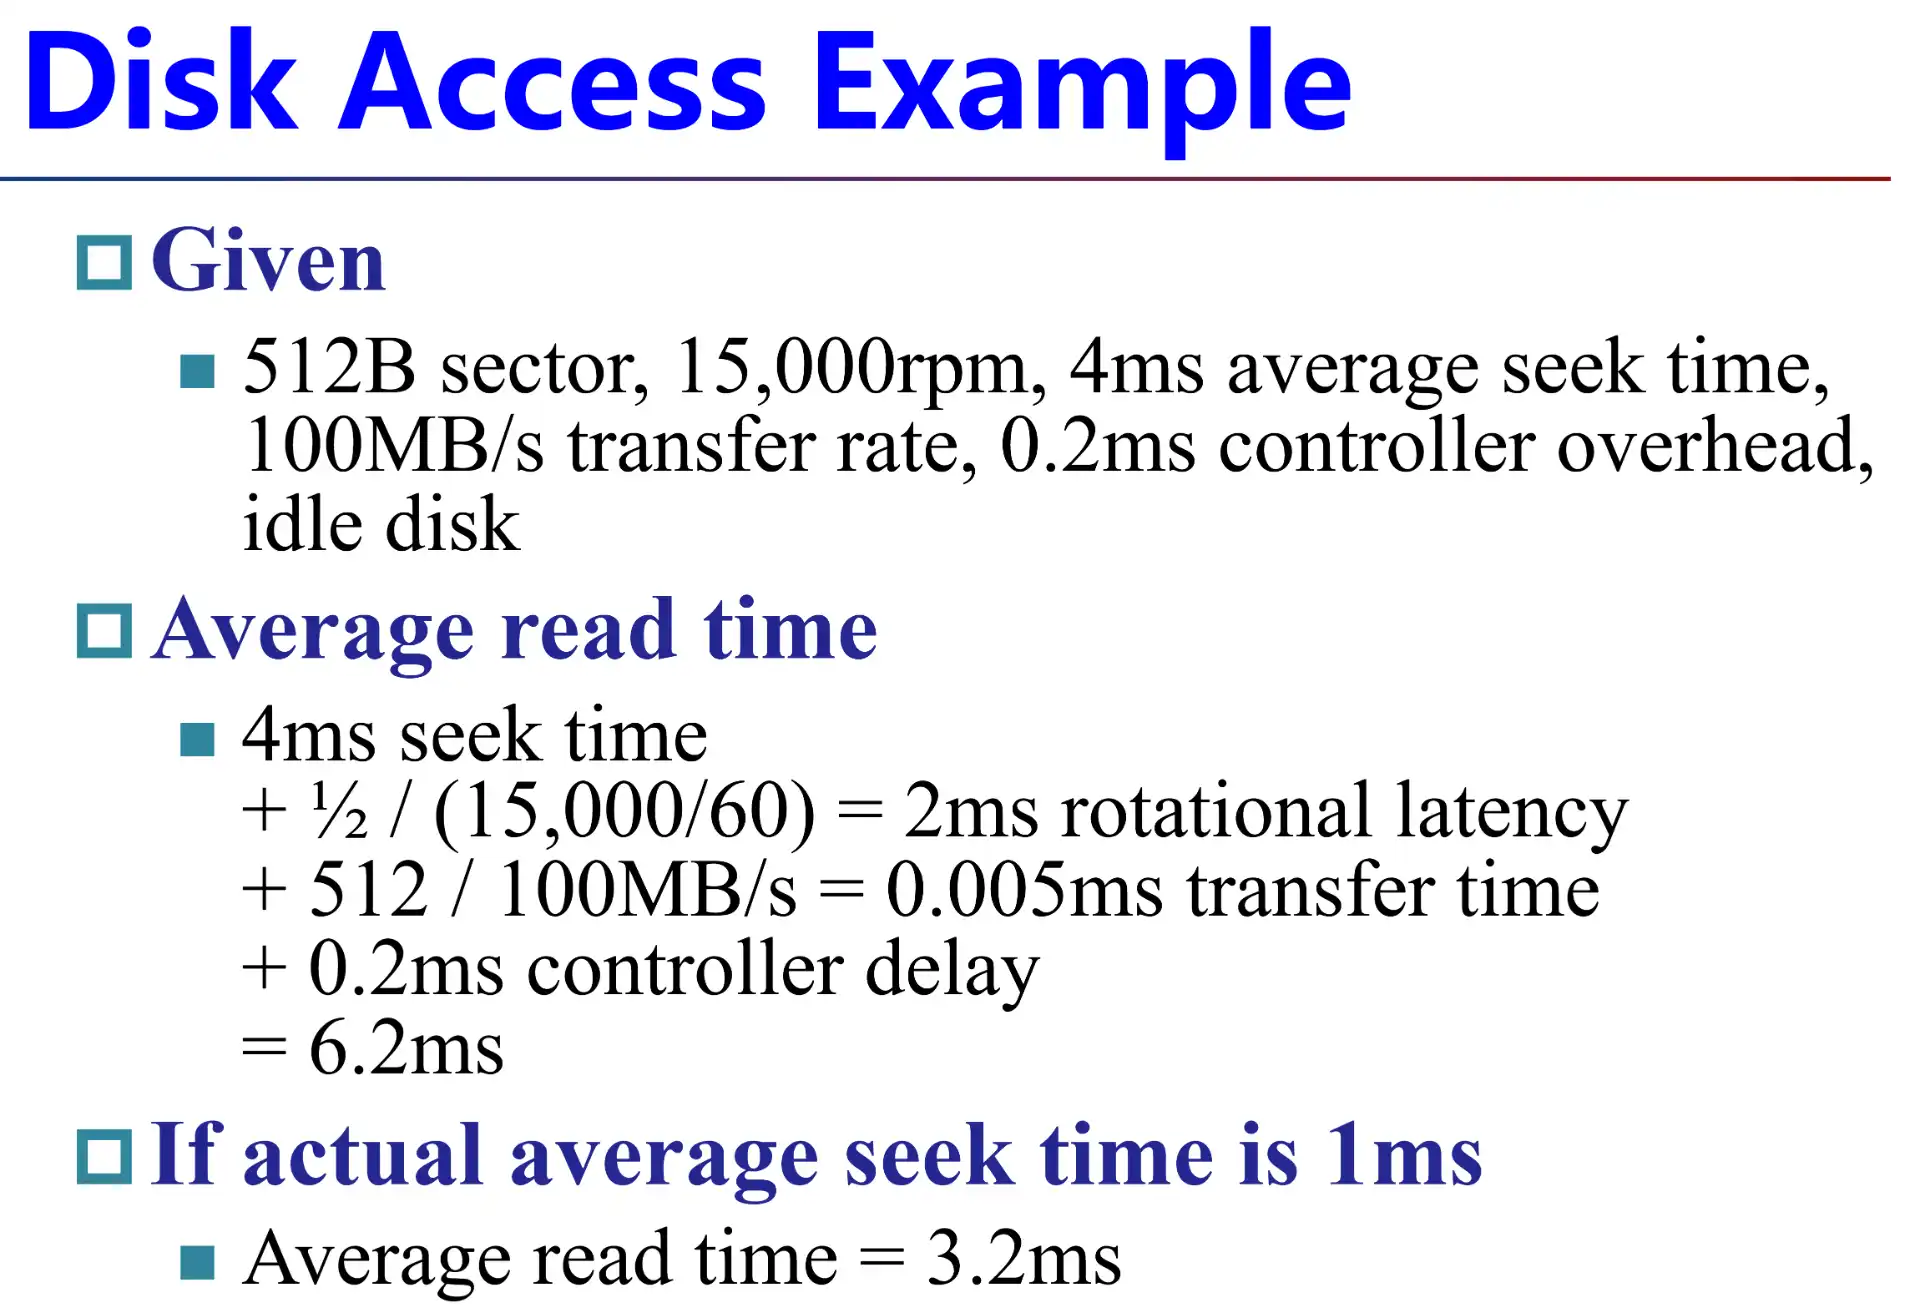 Disk Access Example
Given
512B sector, 15,000rpm, 4ms average seek time,
100MB/s transfer rate, 0.2ms controller overhead,
idle disk
Average read time
4ms seek time
+ ½ / (15,000/60) = 2ms rotational latency
+ 512 / 100MB/s = 0.005ms transfer time
+ 0.2ms controller delay
= 6.2ms
If actual average seek time is 1ms
Average read time = 3.2ms